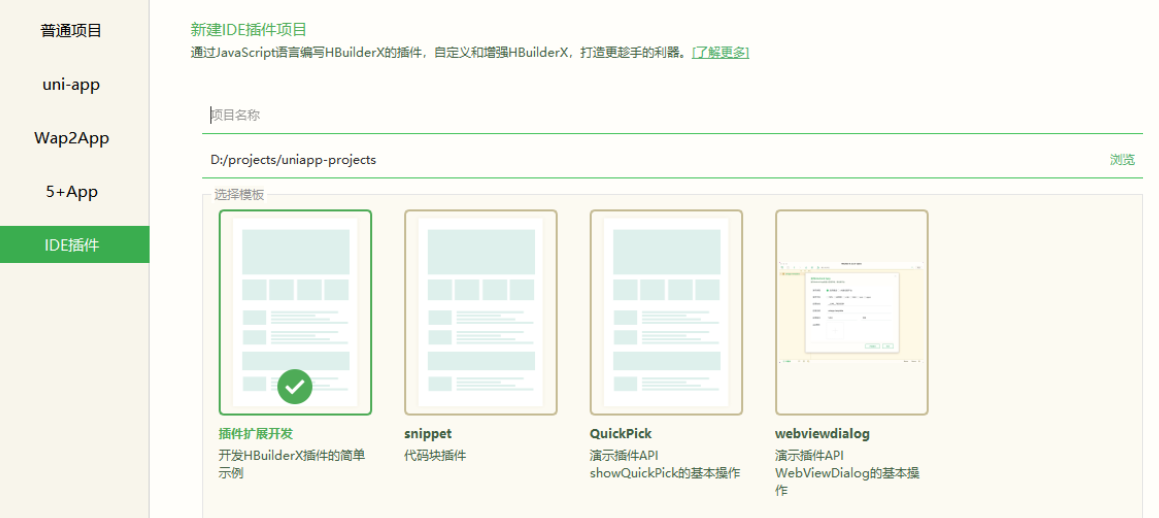 普通项目
uni-app
Wap2App
5+App
IDE插件
新建IDE插件项目
通过JavaScript语言编写HBuilderX的插件，自定义和增强HBuilderX，打造更趁手的利器。[了解更多]
项目名称
D:/projects/uniapp-projects 浏览
选择模板
插件扩展开发
开发HBuilderX插件的简单
示例
snippet
代码块插件
QuickPick
演示插件API
showQuickPick的基本操作
webviewdialog
演示插件API
WebViewDialog的基本操
作